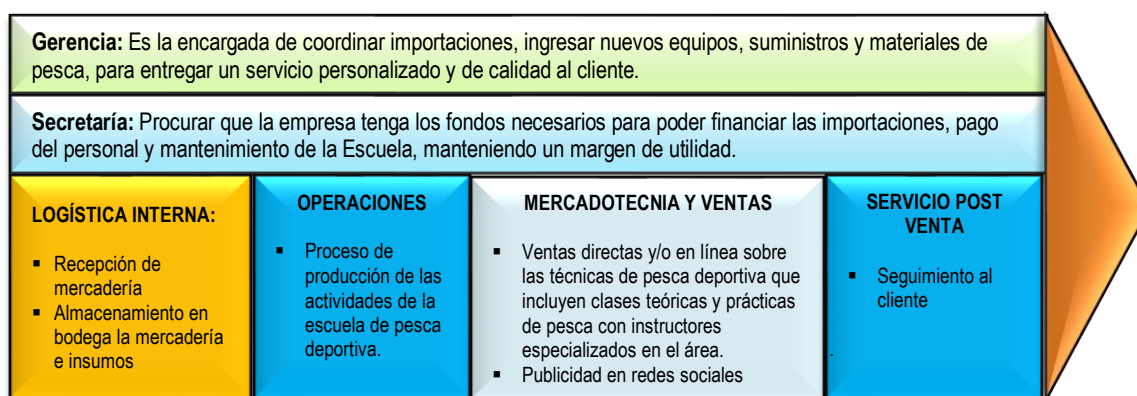 Gerencia: Es la encargada de coordinar importaciones, ingresar nuevos equipos, suministros y materiales de
pesca, para entregar un servicio personalizado y de calidad al cliente.
Secretaría: Procurar que la empresa tenga los fondos necesarios para poder financiar las importaciones, pago
del personal y mantenimiento de la Escuela, manteniendo un margen de utilidad.
LOGÍSTICA INTERNA:
▪ Recepción de
mercadería
▪ Almacenamiento en
bodega la mercadería
e insumos
OPERACIONES
▪ Proceso de
producción de las
actividades de la
escuela de pesca
deportiva.
MERCADOTECNIA Y VENTAS
▪ Ventas directas y/o en línea sobre
las técnicas de pesca deportiva que
incluyen clases teóricas y prácticas
de pesca con instructores
especializados en el área.
▪ Publicidad en redes sociales
SERVICIO POST
VENTA
▪ Seguimiento al
cliente
.